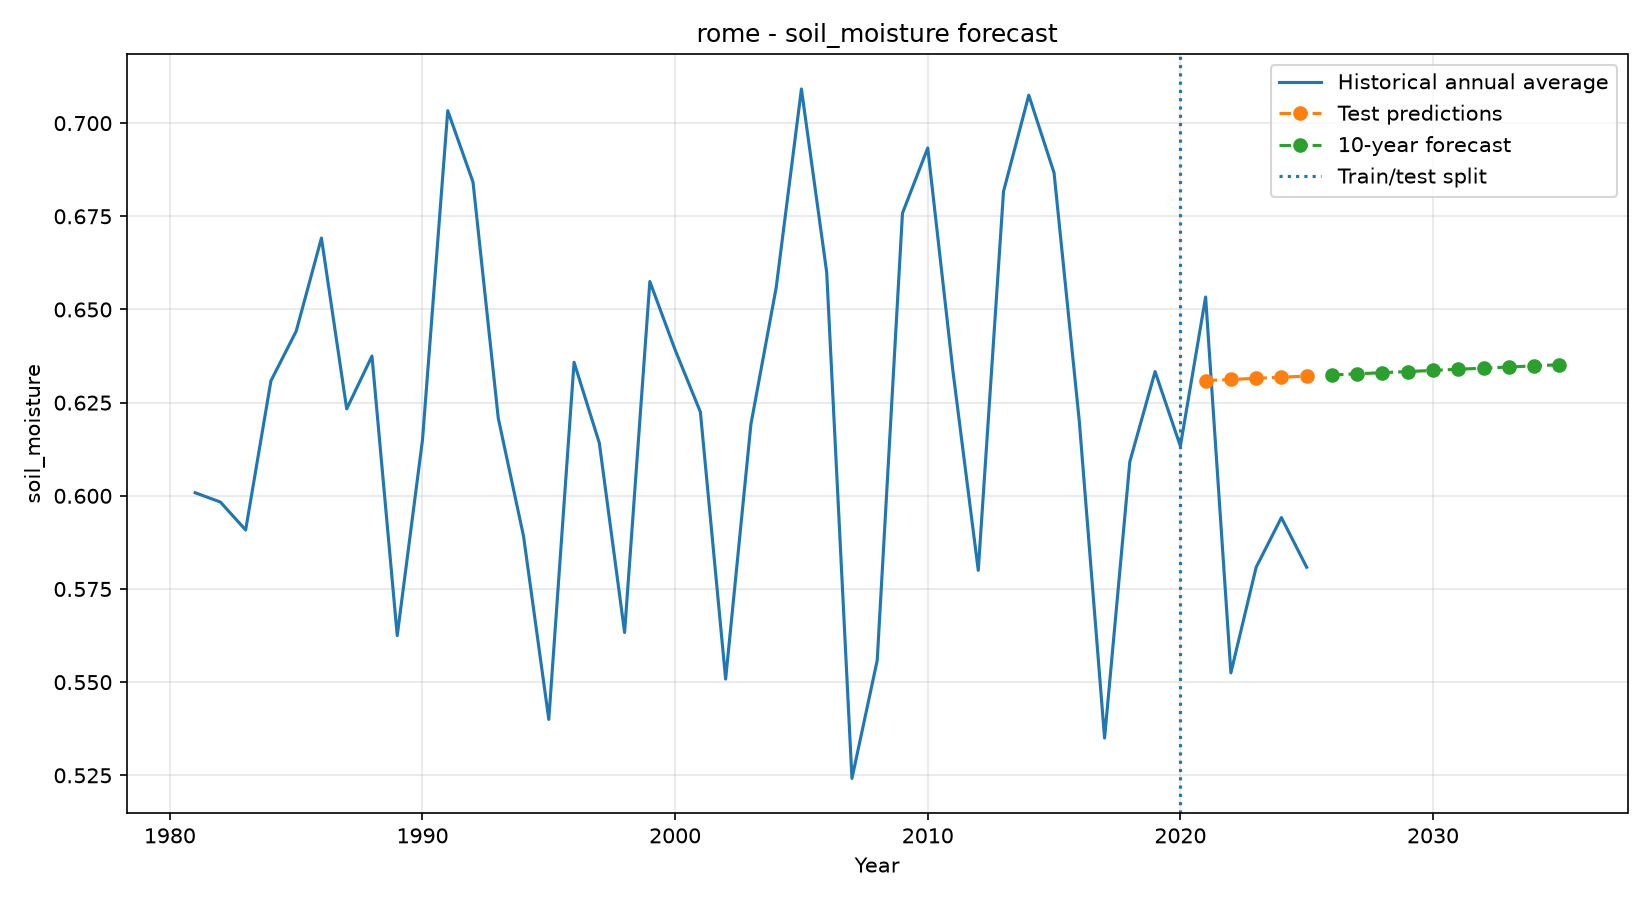 rome - soil_moisture forecast
Historical annual average
Test predictions
10-year forecast
Train/test split
soil_moisture
0.700
0.675
0.650
0.625
0.600
0.575
0.550
0.525
1980 1990 2000 2010 2020 2030
Year